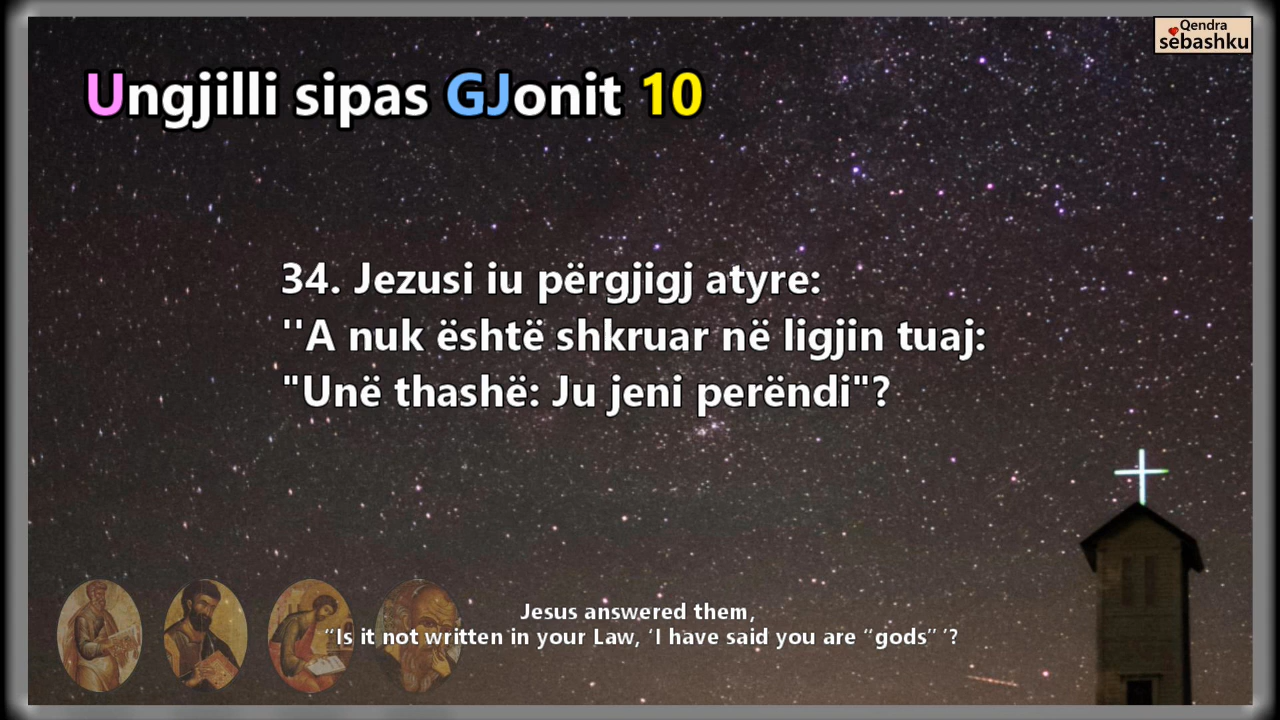 Qendra
sëbashku
Ungjilli sipas GJonit 10
34. Jezusi iu përgjigj atyre:
''A nuk është shkruar në ligjin tuaj:
"Unë thashë: Ju jeni perëndi"?
Jesus answered them,
“Is it not written in your Law, ‘I have said you are “gods” ’?